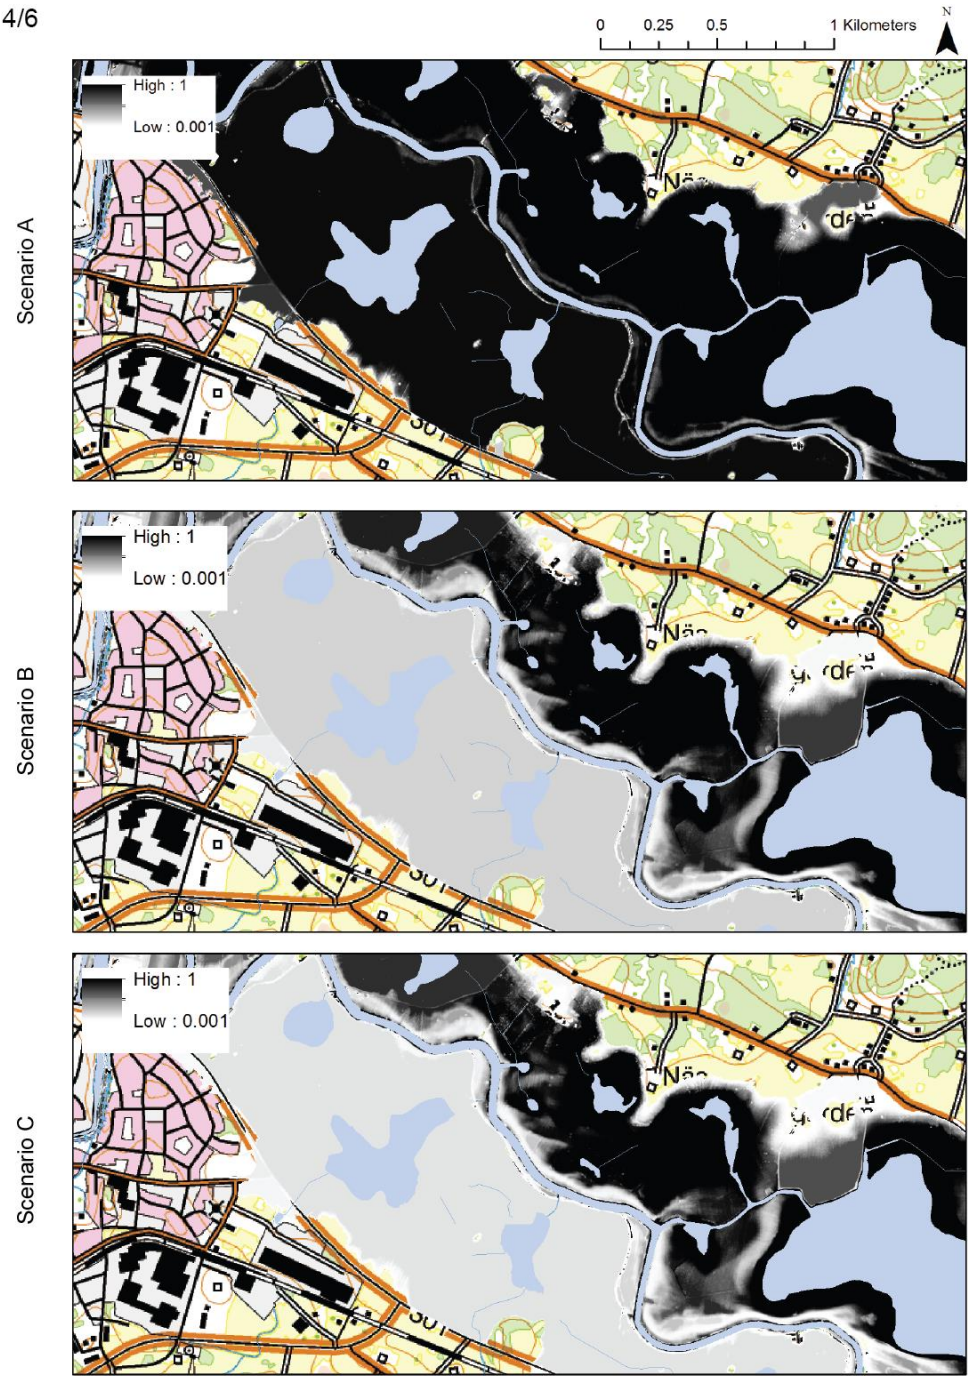 4/6
0 0.25 0.5 1 Kilometers
N
Scenario A
High : 1
Low : 0.001
Scenario B
High : 1
Low : 0.001
Scenario C
High : 1
Low : 0.001